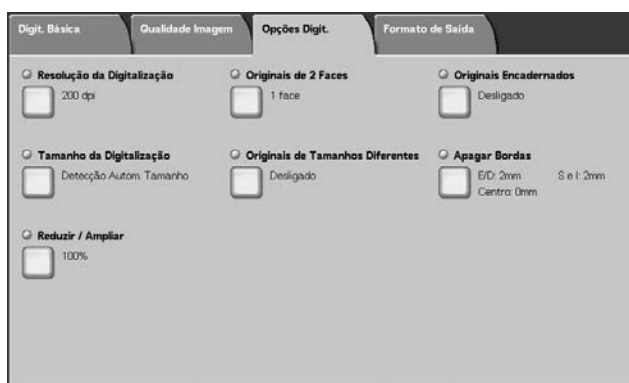 Digit. Básica
Qualidade Imagem
Opções Digit.
Formato de Saída
Resolução da Digitalização
200 dpi
Originais de 2 Faces
1 face
Originais Encadernados
Desligado
Tamanho da Digitalização
Detecção Autom. Tamanho
Originais de Tamanhos Diferentes
Desligado
Apagar Bordas
E/D: 2mm S e I: 2mm
Centro: 0mm
Reduzir / Ampliar
100%